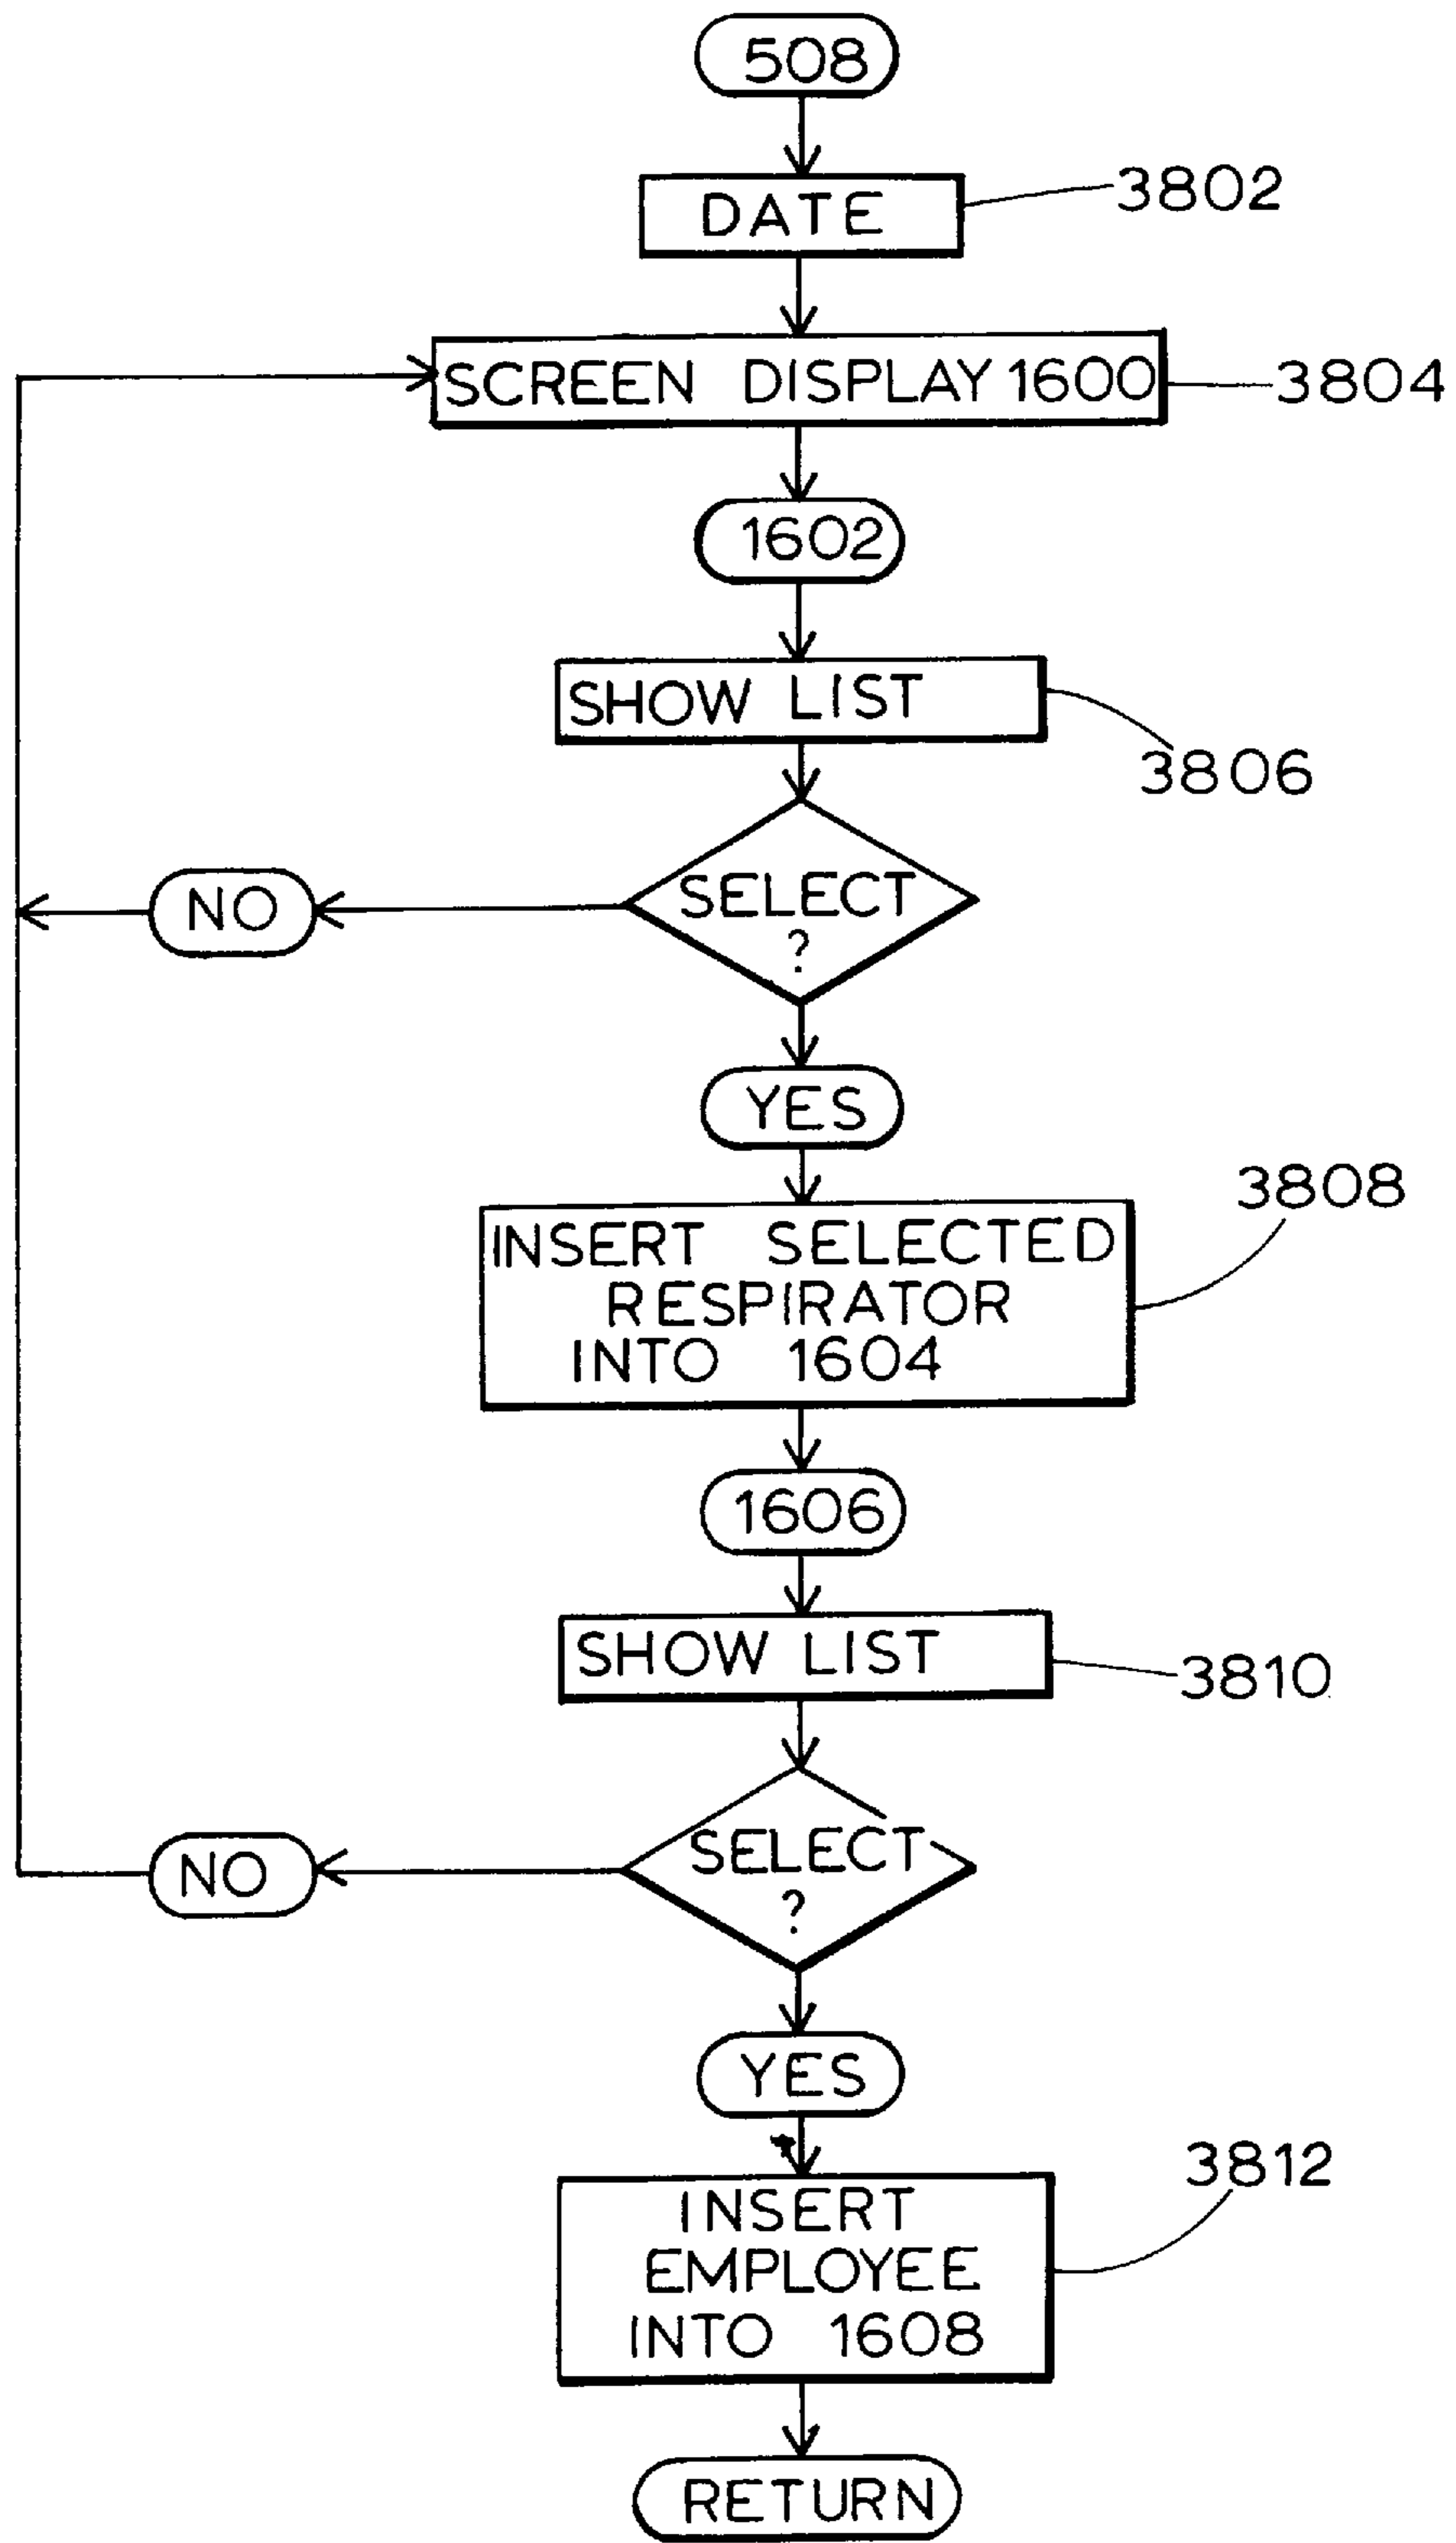 508
DATE
3802
SCREEN DISPLAY 1600
3804
1602
SHOW LIST
3806
SELECT
?
NO
YES
3808
INSERT SELECTED
RESPIRATOR
INTO 1604
1606
SHOW LIST
3810
SELECT
?
NO
YES
3812
INSERT
EMPLOYEE
INTO 1608
RETURN